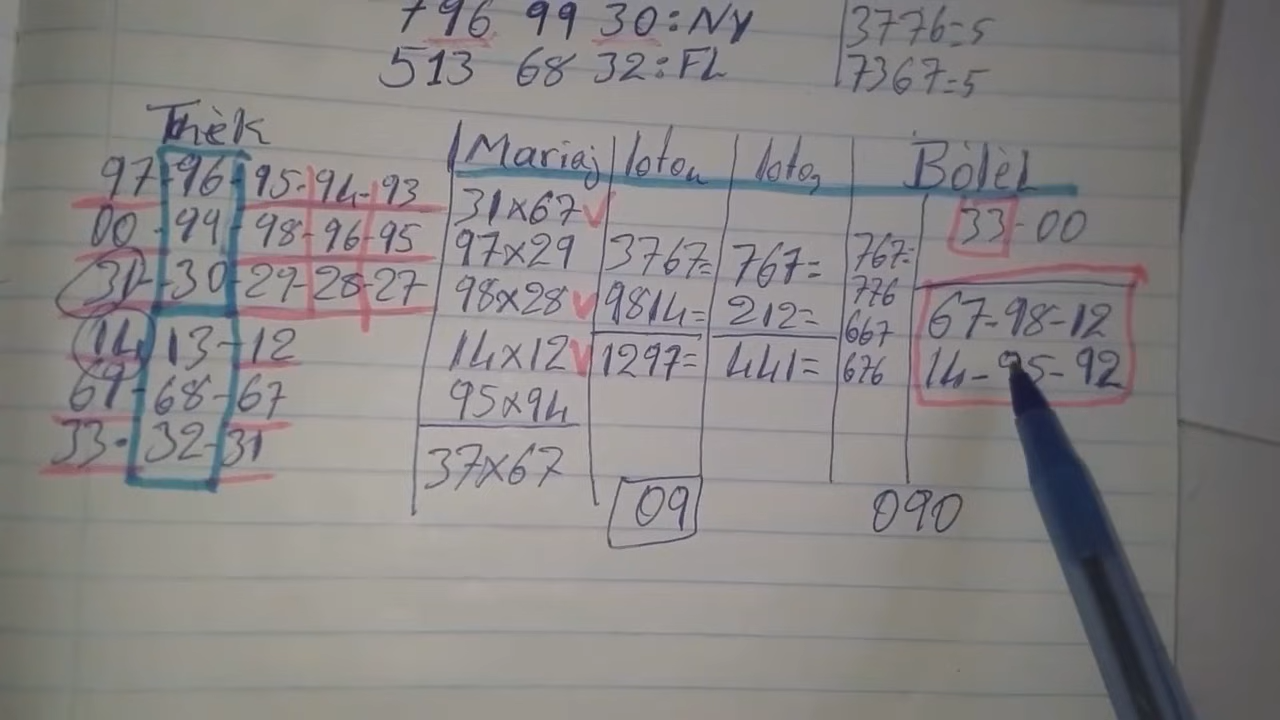 796 99 30:NY
513 68 32:FL
3776=5
7367=5
Thèk
97-96-95-94-93
00-99-98-96-95
31-30-29-28-27
14-13-12
69-68-67
33-32-31
Mariaj
31x67
97x29
98x28
14x12
95x94
37x67
loto4
3767=
9814=
1297=
09
loto3
767=
212=
441=
767=
776
667
676
Bòlèt
33-00
67-98-12
14-95-92
090